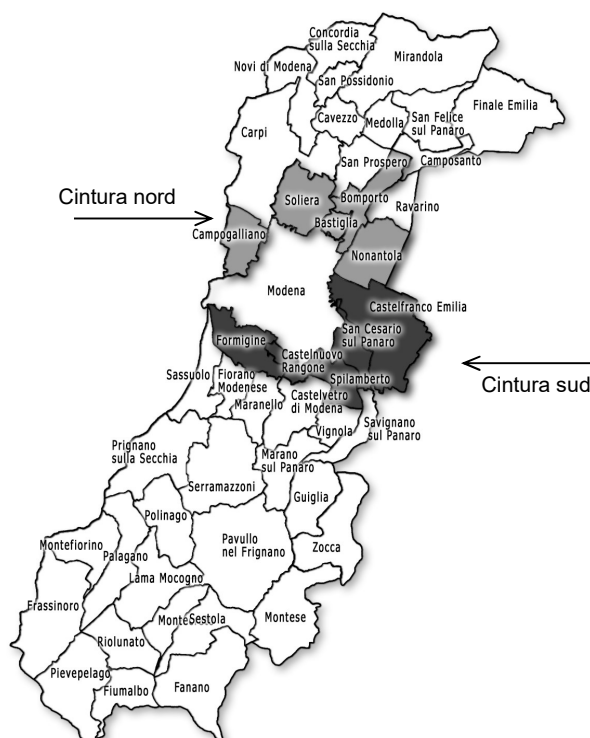 Concordia
sulla Secchia
Mirandola
Novi di Modena
San Possidonio
Finale Emilia
Cavezzo
Medolla
San Felice
sul Panaro
Carpi
San Prospero
Camposanto
Cintura nord
Soliera
Bomporto
Ravarino
Bastiglia
Campogalliano
Nonantola
Modena
Castelfranco Emilia
San Cesario
sul Panaro
Formigine
Castelnuovo
Rangone
Cintura sud
Spilamberto
Sassuolo
Fiorano
Modenese
Maranello
Castelvetro
di Modena
Vignola
Savignano
sul Panaro
Prignano
sulla Secchia
Marano
sul Panaro
Serramazzoni
Guiglia
Polinago
Pavullo
nel Frignano
Zocca
Montefiorino
Palagano
Lama Mocogno
Frassinoro
Monte
Sestola
Montese
Riolunato
Pievepelago
Fiumalbo
Fanano